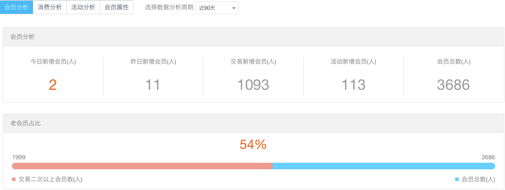 会员分析 消费分析 活动分析 会员属性 选择数据分析周期 近90天
会员分析
今日新增会员(人) 昨日新增会员(人) 交易新增会员(人) 活动新增会员(人) 会员总数(人)
2 11 1093 113 3686
老会员占比
54%
1999 3686
交易二次以上会员数(人) 会员总数(人)